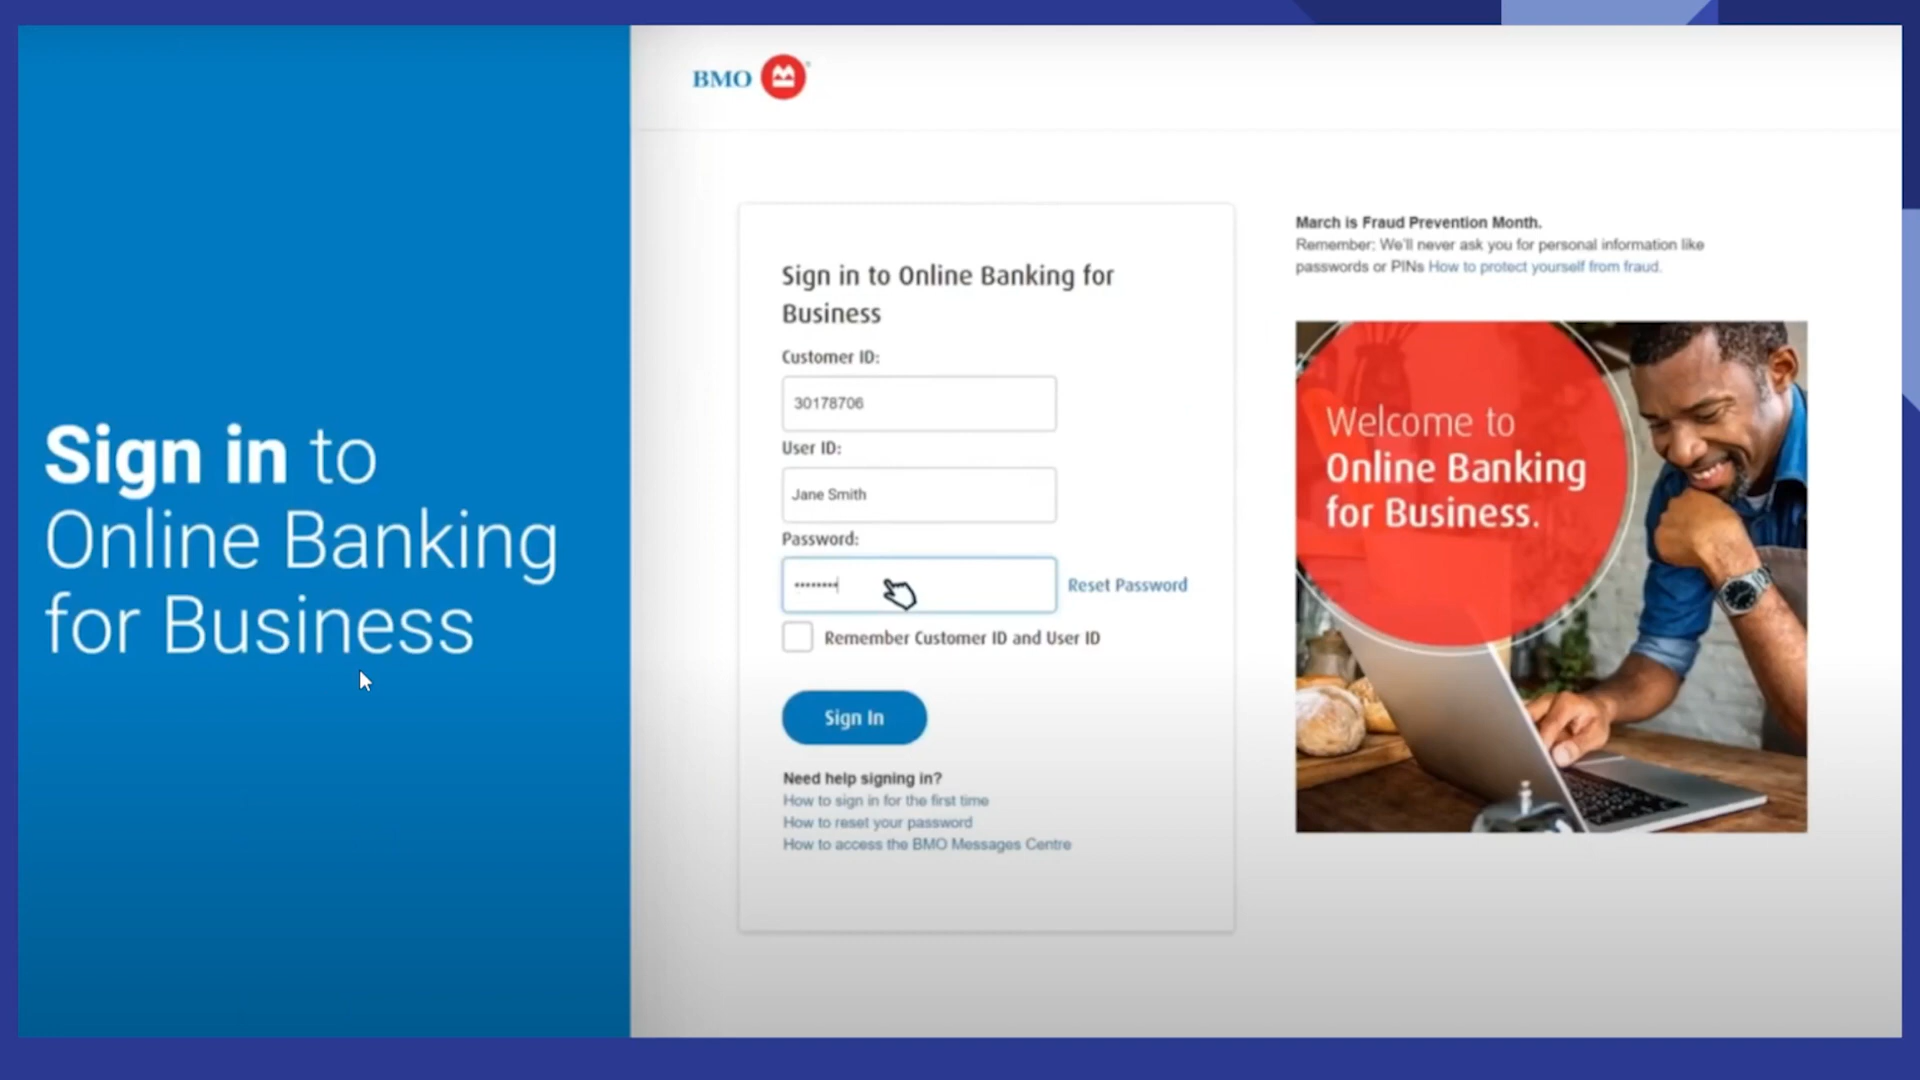 Sign in to
Online Banking
for Business
BMO
Sign in to Online Banking for
Business
Customer ID:
30178706
User ID:
Jane Smith
Password:
••••••••
Reset Password
Remember Customer ID and User ID
Sign In
Need help signing in?
How to sign in for the first time
How to reset your password
How to access the BMO Messages Centre
March is Fraud Prevention Month.
Remember: We'll never ask you for personal information like
passwords or PINs How to protect yourself from fraud.
Welcome to
Online Banking
for Business.